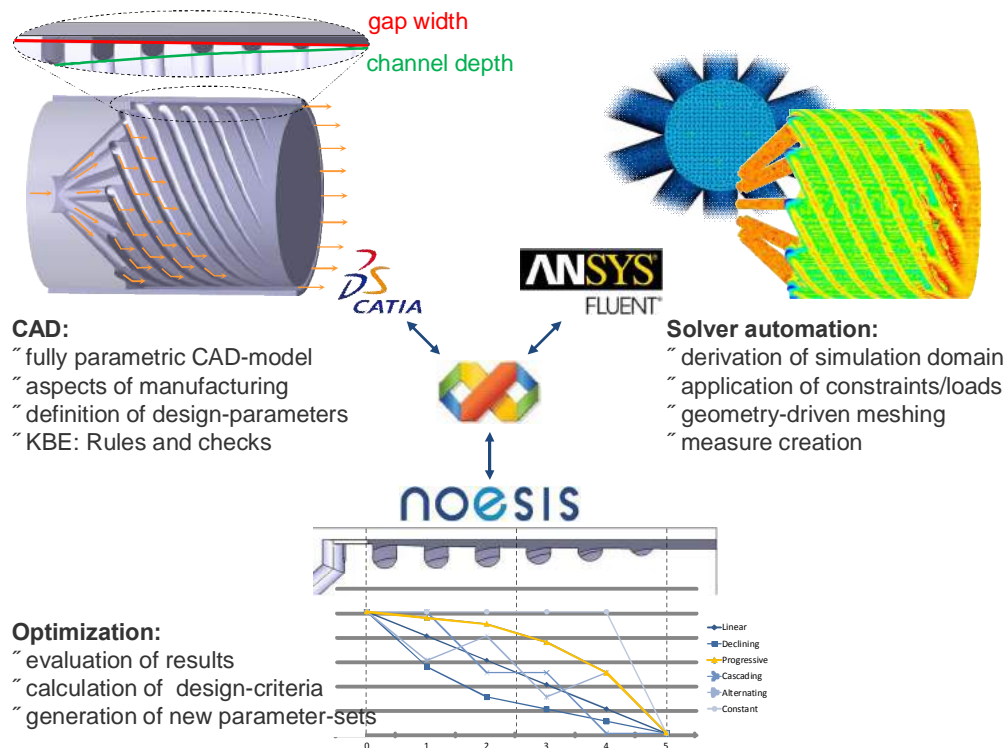 gap width
channel depth
DS
CATIA
ANSYS®
FLUENT®
CAD:
˝ fully parametric CAD-model
˝ aspects of manufacturing
˝ definition of design-parameters
˝ KBE: Rules and checks
Solver automation:
˝ derivation of simulation domain
˝ application of constraints/loads
˝ geometry-driven meshing
˝ measure creation
noesis
Optimization:
˝ evaluation of results
˝ calculation of design-criteria
˝ generation of new parameter-sets
Linear
Declining
Progressive
Cascading
Alternating
Constant
0 1 2 3 4 5